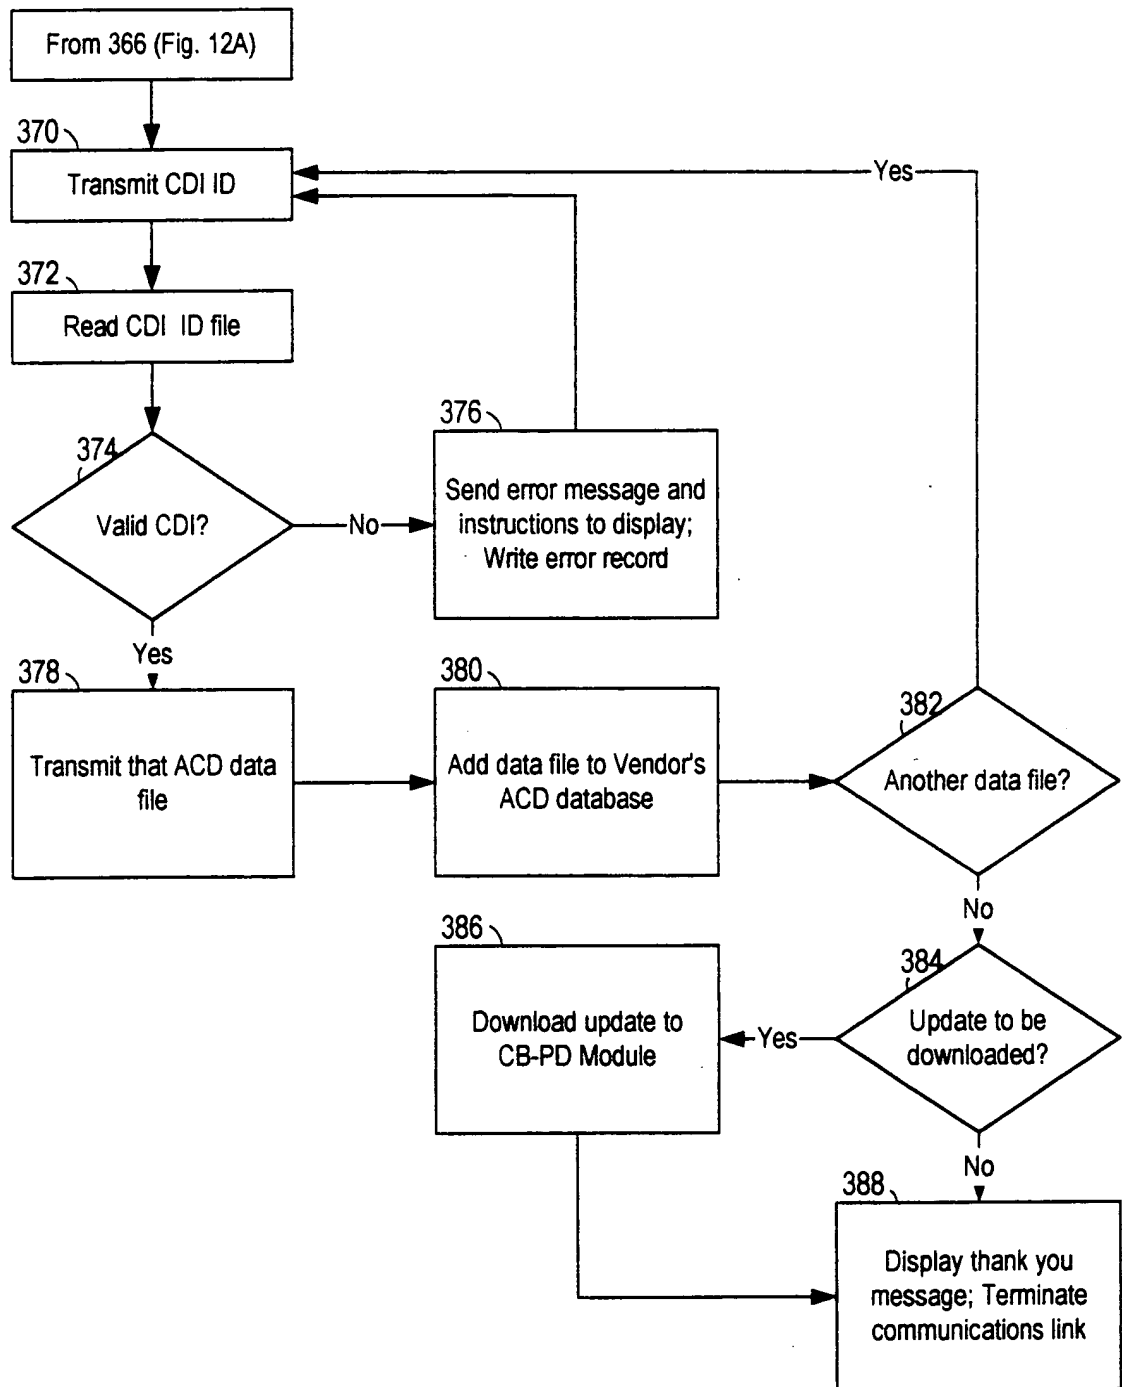 From 366 (Fig. 12A)
370
Transmit CDI ID
Yes
372
Read CDI ID file
374
Valid CDI?
No
376
Send error message and
instructions to display;
Write error record
Yes
378
Transmit that ACD data
file
380
Add data file to Vendor's
ACD database
382
Another data file?
No
384
Update to be
downloaded?
Yes
386
Download update to
CB-PD Module
No
388
Display thank you
message; Terminate
communications link